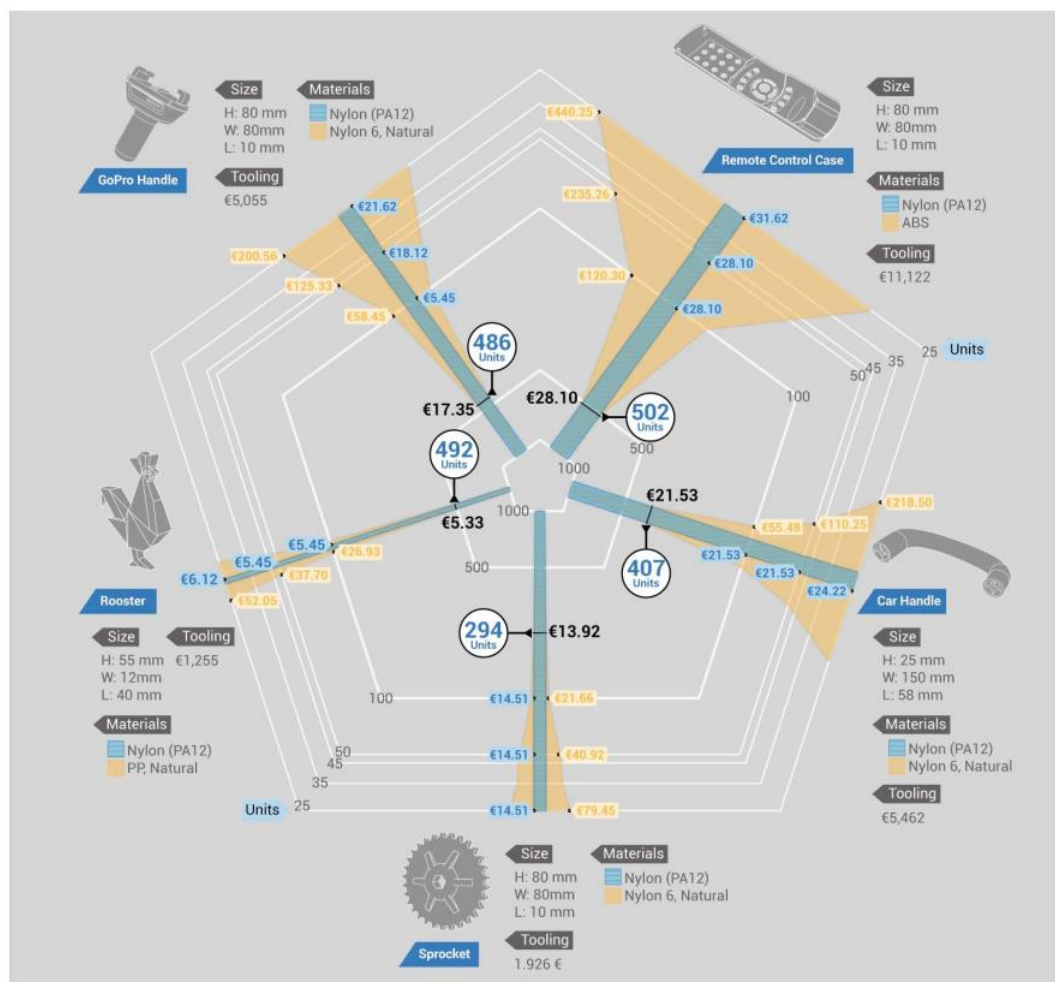 Size
H: 80 mm
W: 80mm
L: 10 mm
Materials
Nylon (PA12)
Nylon 6, Natural
GoPro Handle
Tooling
€5,055
Remote Control Case
Size
H: 80 mm
W: 80mm
L: 10 mm
Materials
Nylon (PA12)
ABS
Tooling
€11,122
€21.62
€18.12
€5.45
€200.56
€125.33
€58.45
486
Units
€17.35
€440.25
€235.26
€120.30
€31.62
€28.10
€28.10
€28.10
502
Units
Units
25
35
45
50
100
500
1000
492
Units
€5.33
€5.45
€5.45
€6.12
€26.93
€37.70
€52.05
€21.53
407
Units
€55.48
€110.25
€218.50
€21.53
€21.53
€24.22
1000
500
100
50
45
35
25
Units
294
Units
€13.92
€14.51
€21.66
€14.51
€40.92
€14.51
€79.45
Rooster
Size
H: 55 mm
W: 12mm
L: 40 mm
Tooling
€1,255
Materials
Nylon (PA12)
PP, Natural
Car Handle
Size
H: 25 mm
W: 150 mm
L: 58 mm
Materials
Nylon (PA12)
Nylon 6, Natural
Tooling
€5,462
Sprocket
Size
H: 80 mm
W: 80mm
L: 10 mm
Materials
Nylon (PA12)
Nylon 6, Natural
Tooling
1.926 €